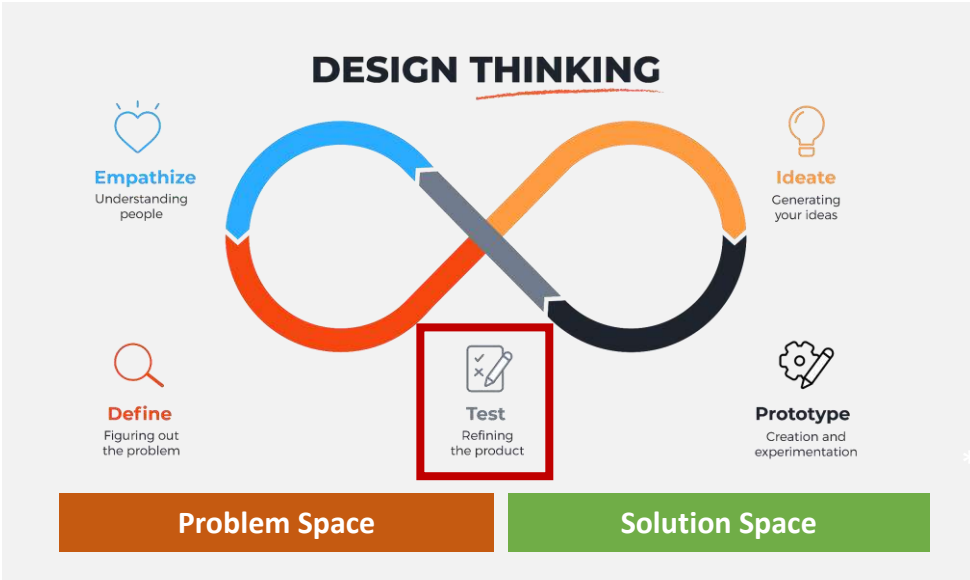 DESIGN THINKING
Empathize
Understanding
people
Ideate
Generating
your ideas
Define
Figuring out
the problem
Test
Refining
the product
Prototype
Creation and
experimentation
*
Problem Space
Solution Space